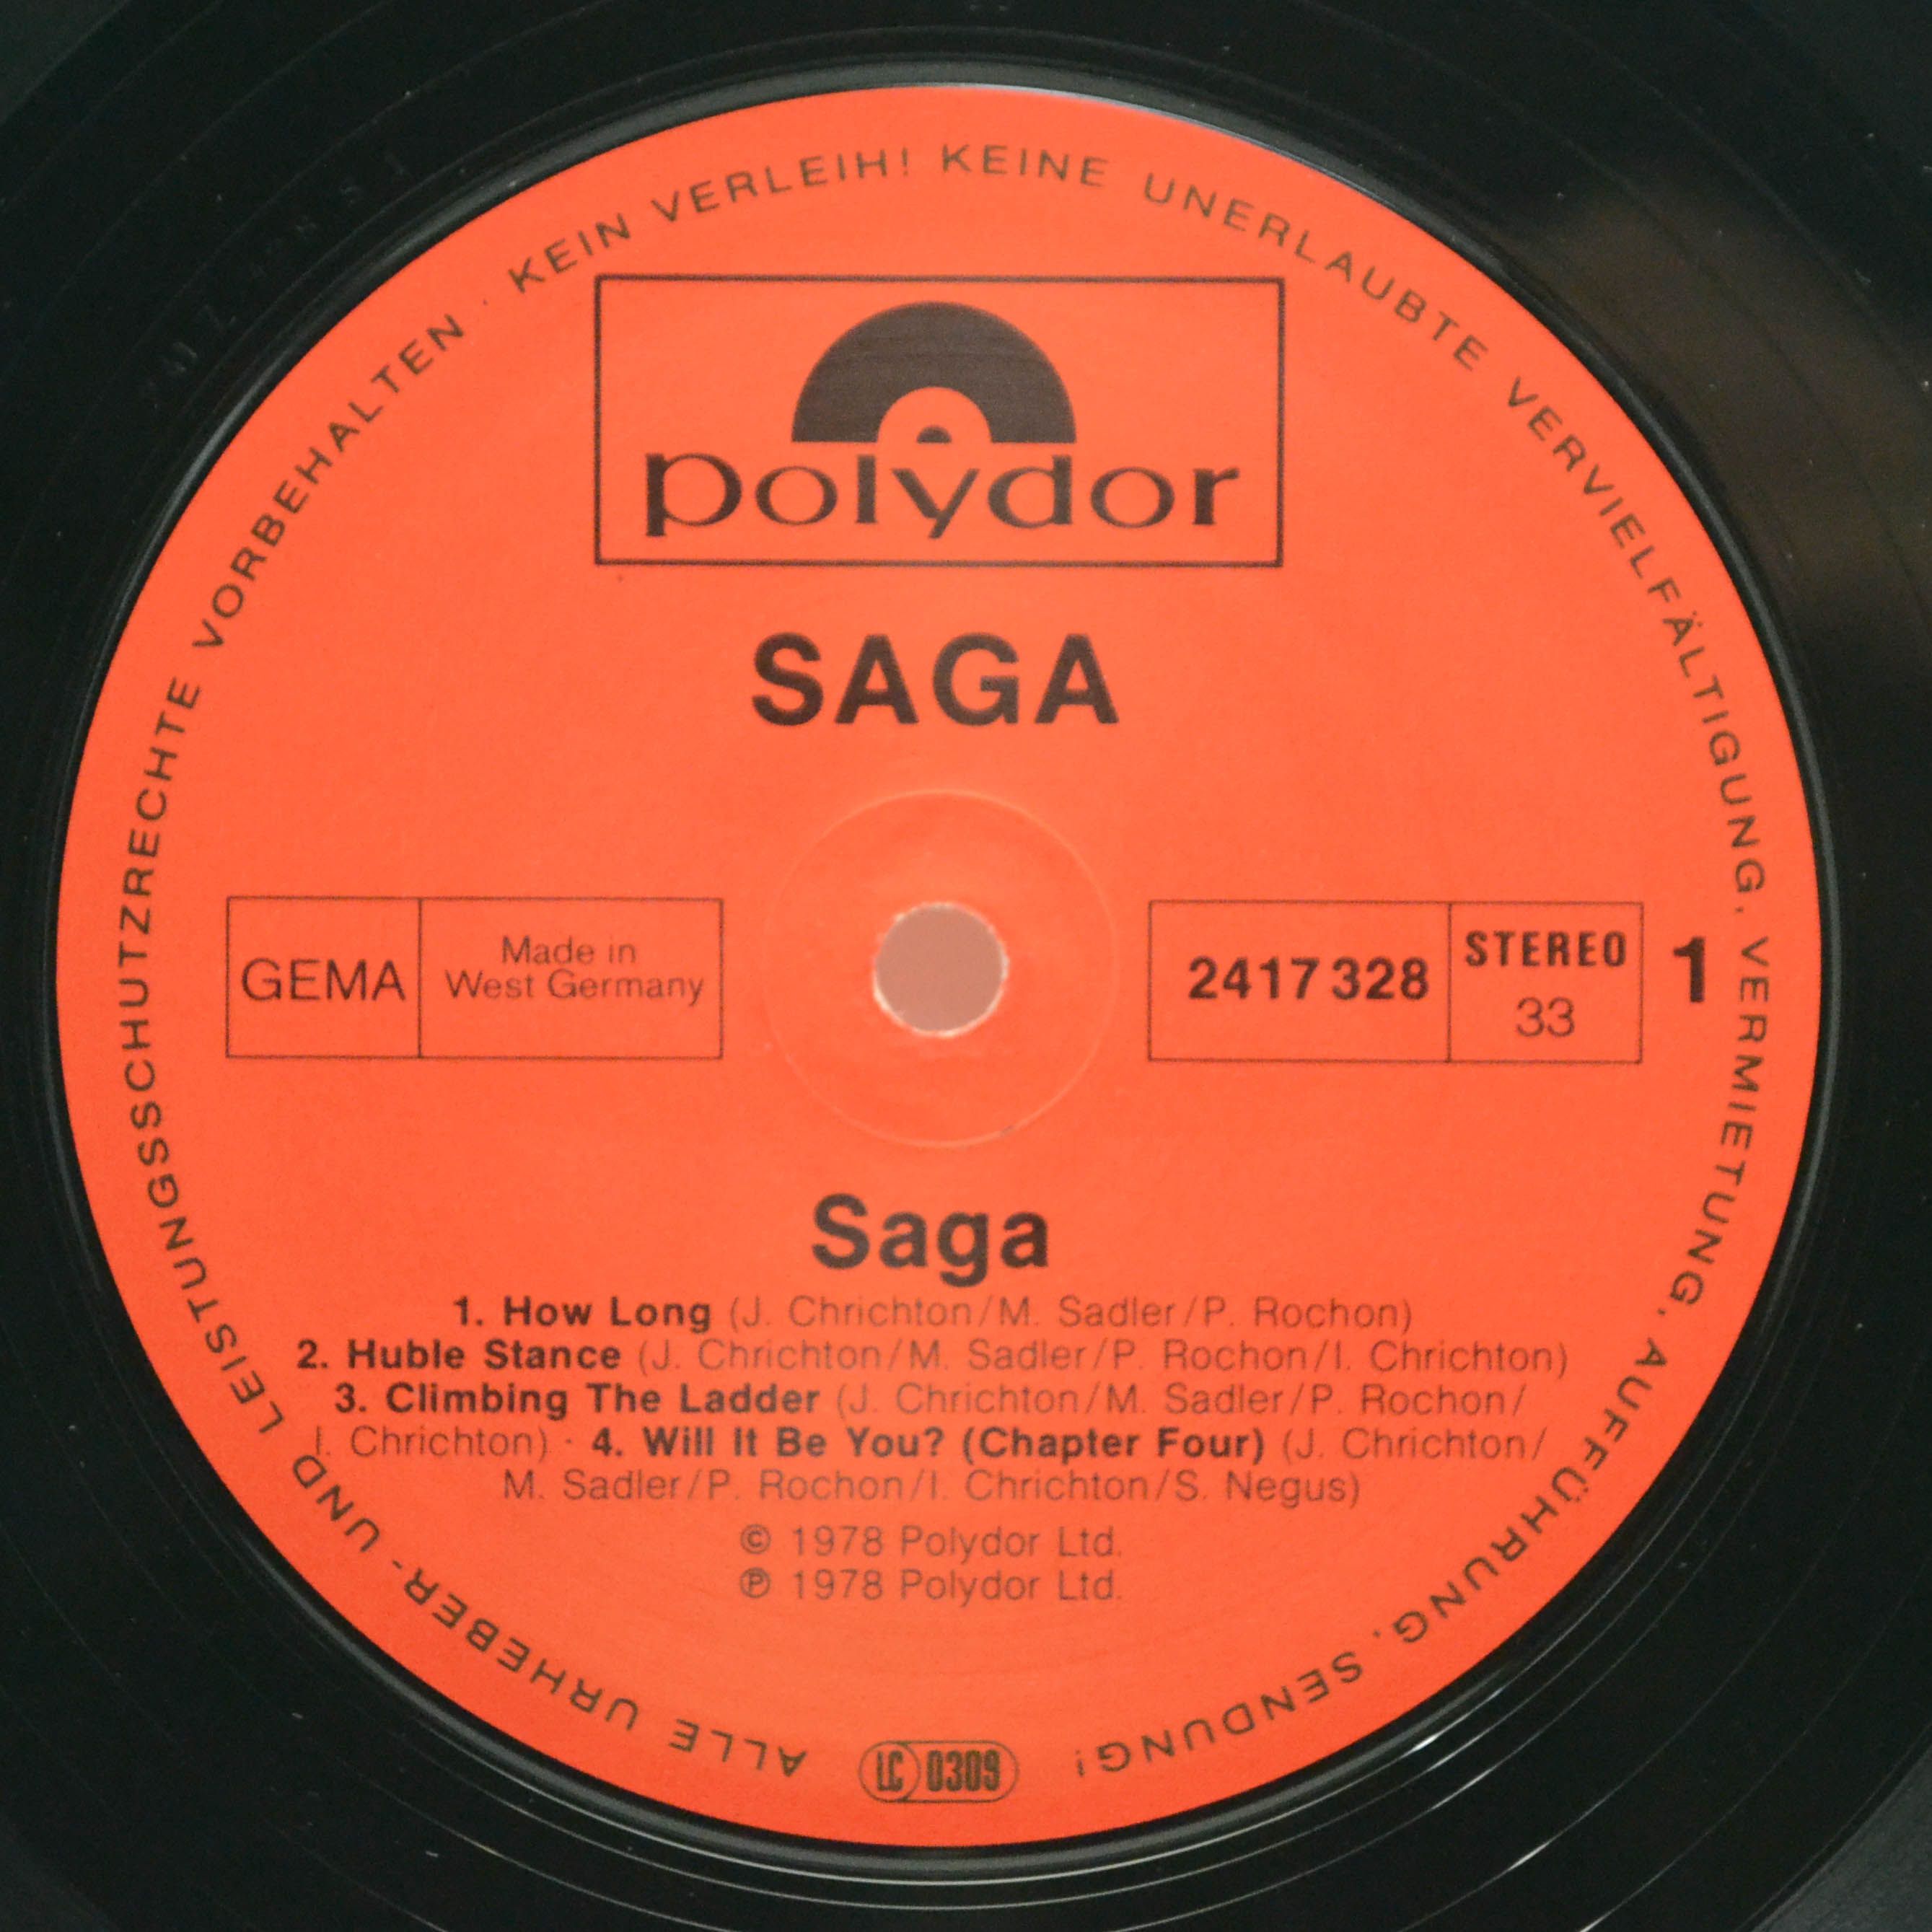 ALLE URHEBER- UND LEISTUNGSSCHUTZRECHTE VORBEHALTEN · KEIN VERLEIH! KEINE UNERLAUBTE VERVIELFÄLTIGUNG, VERMIETUNG, AUFFÜHRUNG, SENDUNG!
polydor
SAGA
GEMA
Made in
West Germany
2417 328
STEREO
33
1
Saga
1. How Long (J. Chrichton/M. Sadler/P. Rochon)
2. Huble Stance (J. Chrichton/M. Sadler/P. Rochon/I. Chrichton)
3. Climbing The Ladder (J. Chrichton/M. Sadler/P. Rochon/
I. Chrichton) · 4. Will It Be You? (Chapter Four) (J. Chrichton/
M. Sadler/P. Rochon/I. Chrichton/S. Negus)
© 1978 Polydor Ltd.
℗ 1978 Polydor Ltd.
LC 0309